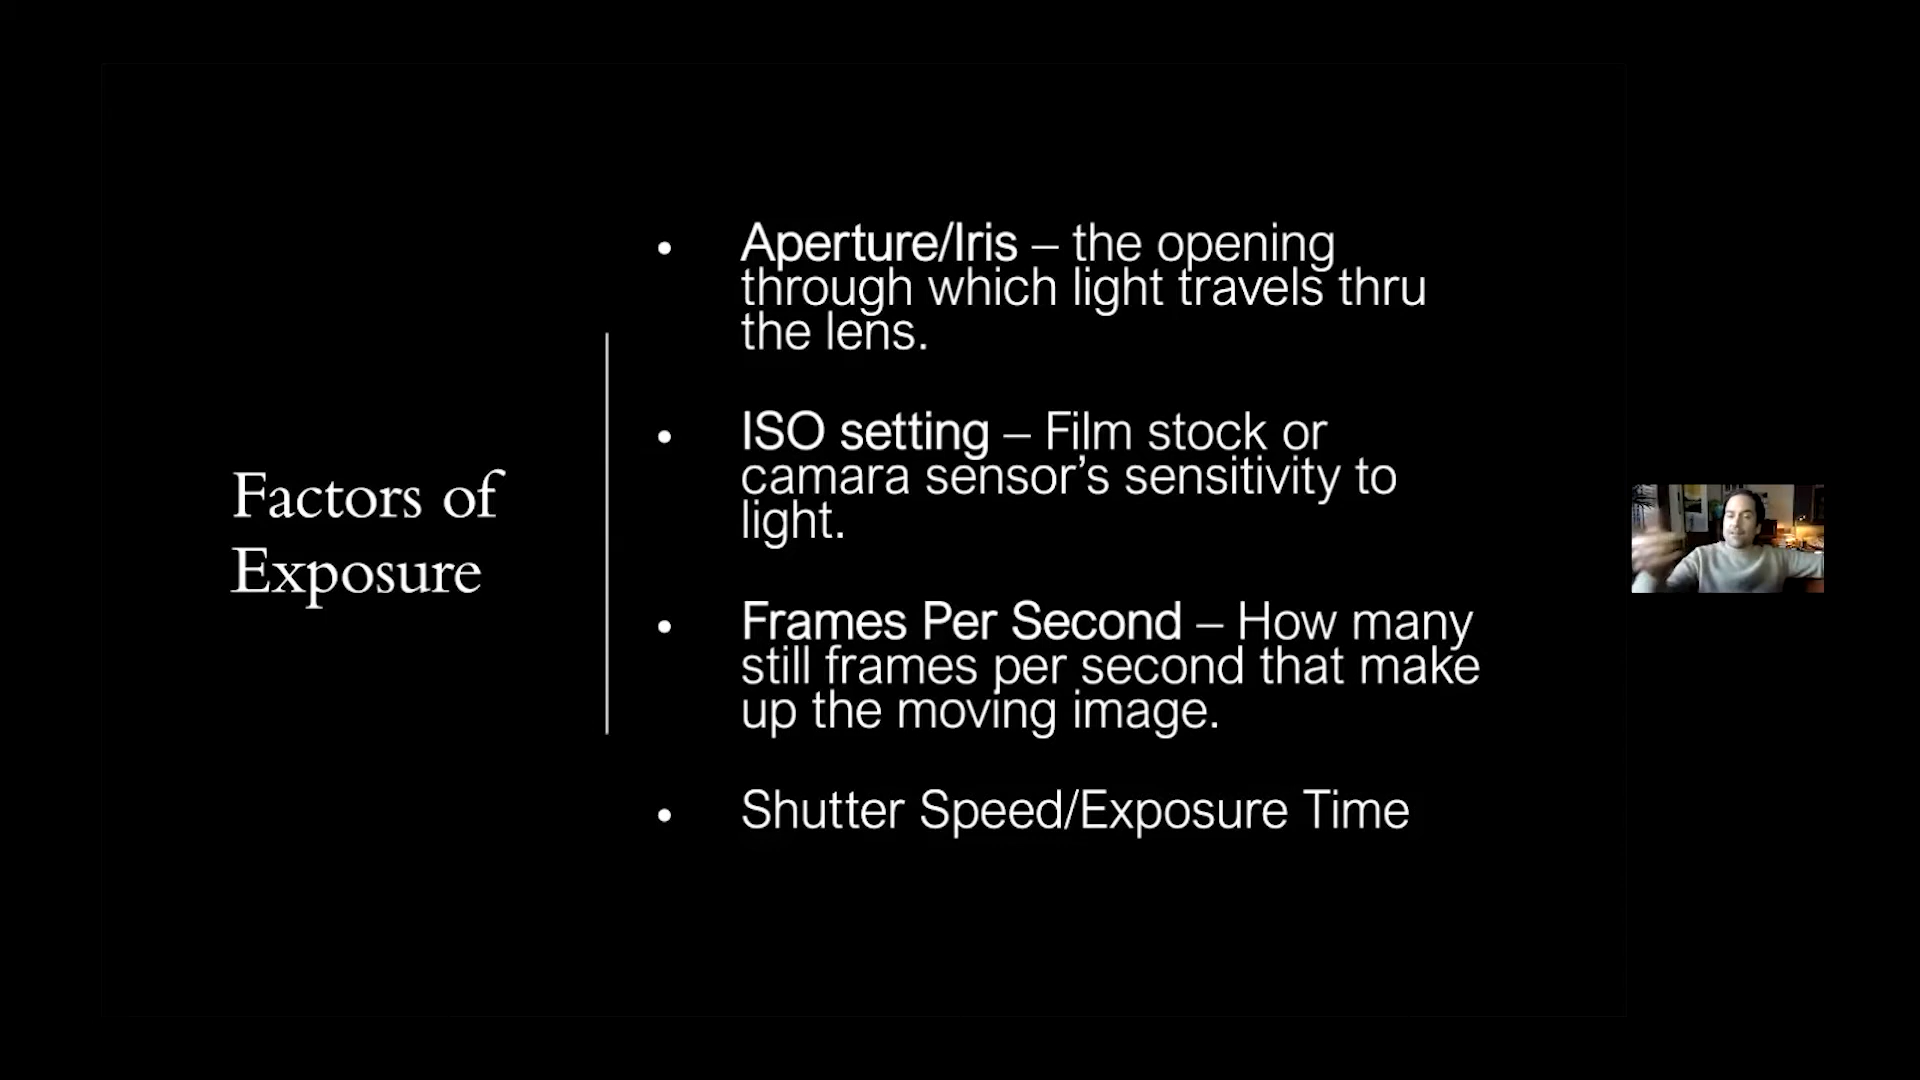 Factors of
Exposure
• Aperture/Iris – the opening
through which light travels thru
the lens.
• ISO setting – Film stock or
camara sensor’s sensitivity to
light.
• Frames Per Second – How many
still frames per second that make
up the moving image.
• Shutter Speed/Exposure Time